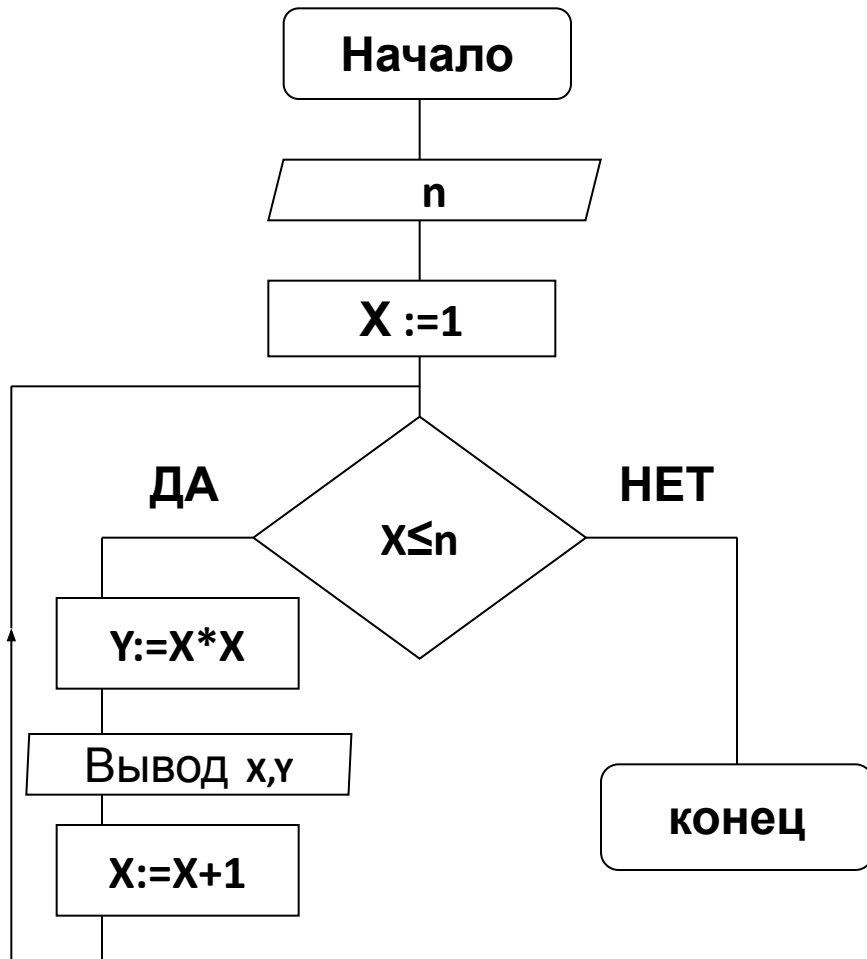 Начало
n
X :=1
ДА
НЕТ
X≤n
Y:=X*X
Вывод X,Y
X:=X+1
конец